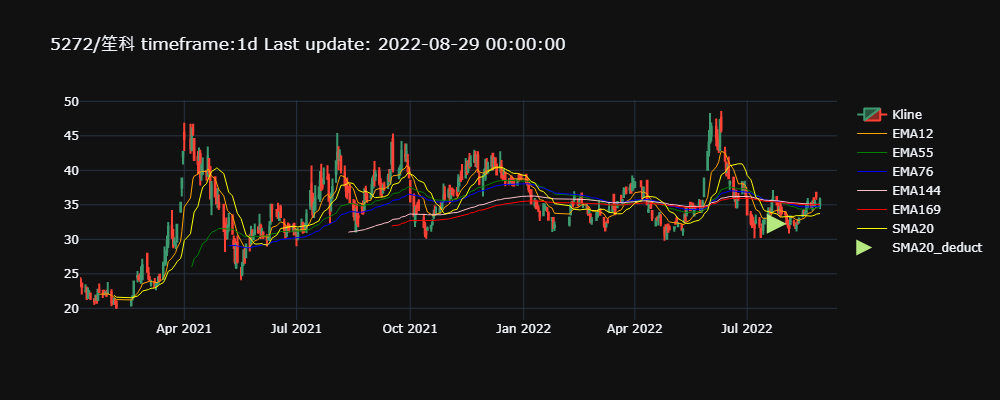 5272/笙科 timeframe:1d Last update: 2022-08-29 00:00:00
50
45
40
35
30
25
20
Apr 2021
Jul 2021
Oct 2021
Jan 2022
Apr 2022
Jul 2022
Kline
EMA12
EMA55
EMA76
EMA144
EMA169
SMA20
SMA20_deduct